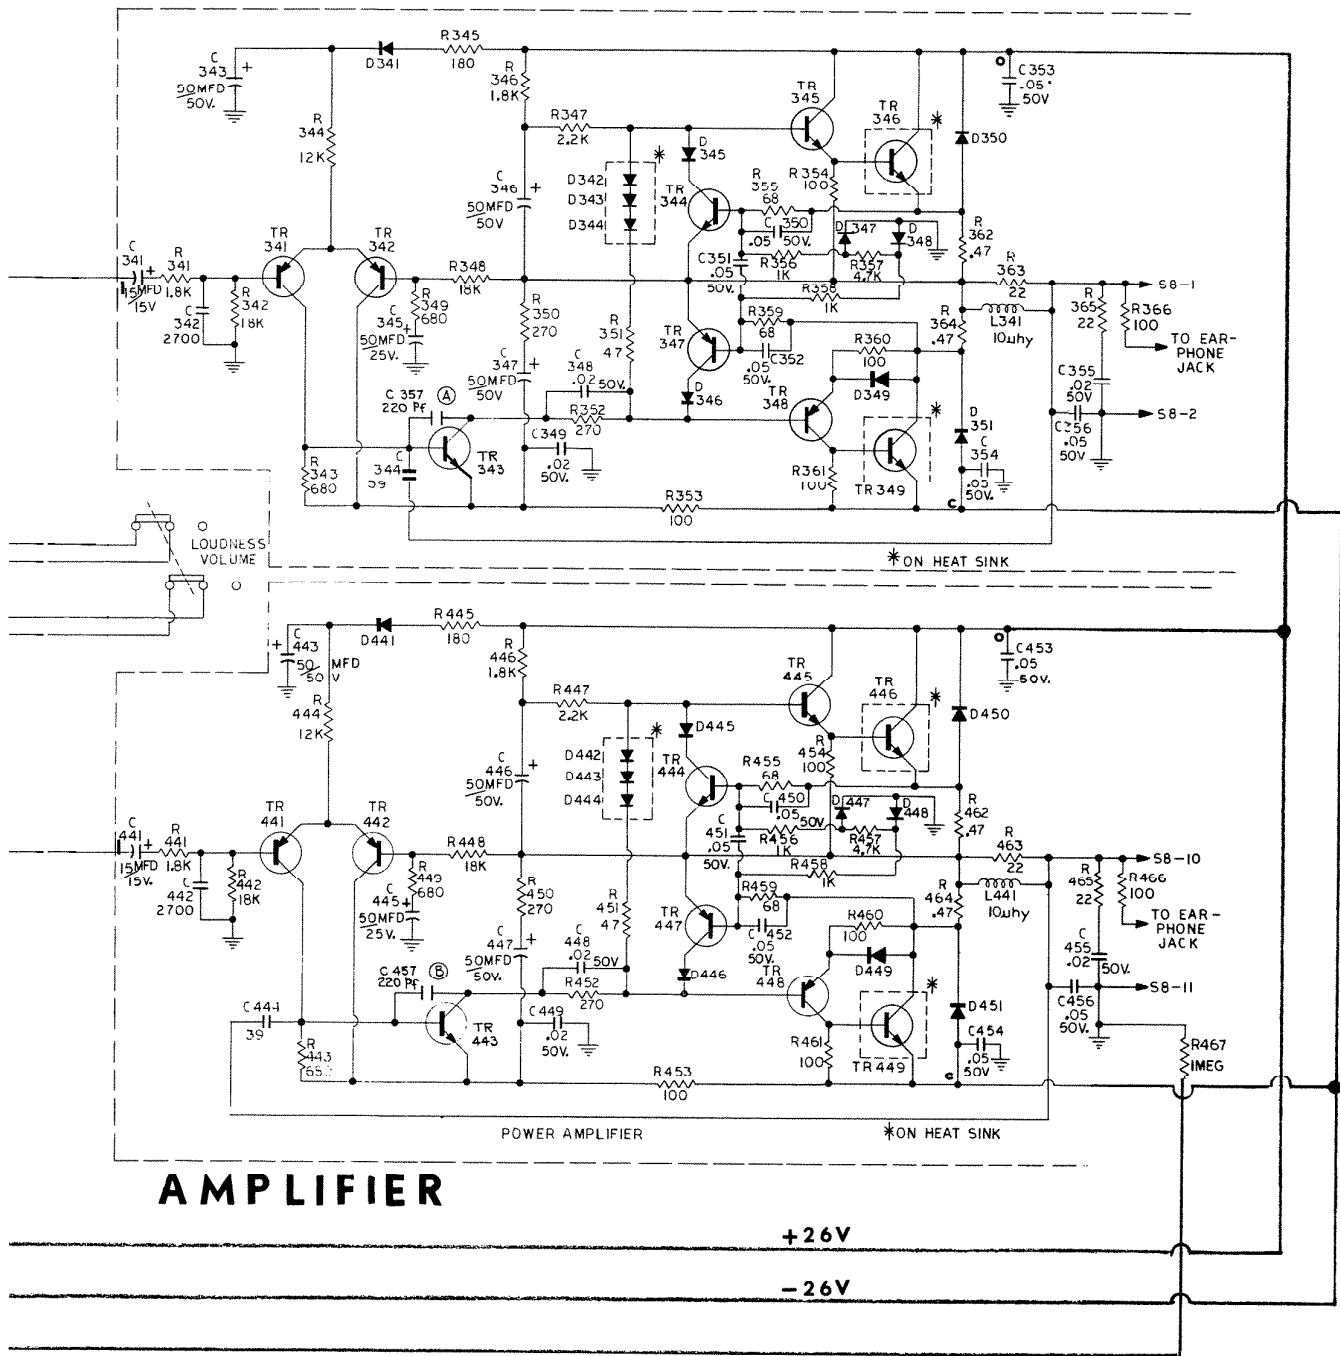 C 343 + 50MFD 50V.
D341
R345 180
R 346 1.8K
R 344 12K
R347 2.2K
TR 345
TR 346 *
C353 .05 50V
D 345
D350
C 346 + 50MFD 50V
D342
D343
D344
*
TR 344
R 355 68
R354 100
C 350 .05 50V.
D 347
D 348
R 362 .47
C 341 + 15MFD 15V
R 341 1.8K
C 342 2700
R 342 18K
TR 341
TR 342
R348 18K
R 349 680
C 345 + 50MFD 25V.
R 350 270
C 347 + 50MFD 50V
R 351 47
C351 .05 50V.
R356 1K
R357 4.7K
R358 1K
R359 68
TR 347
C 352 .05 50V.
R360 100
R 363 22
L341 10µhy
R 364 .47
R 365 22
R366 100
S8-1
TO EAR-
PHONE
JACK
C355 .02 50V
S8-2
C356 .05 50V
C 357 220 Pf A
C 348 .02 50V.
R352 270
D 346
TR 348
D349
D 351
C 354 .05 50V.
TR 343
C 344 39
R 343 680
C349 .02 50V.
R353 100
R361 100
TR349 *
C
LOUDNESS
VOLUME
* ON HEAT SINK
C 443 + 50 MFD 50 V
D441
R445 180
R 446 1.8K
R 444 12K
R447 2.2K
TR 445
TR 446 *
C453 .05 50V.
D445
D450
C 446 + 50MFD 50V.
D442
D443
D444
*
TR 444
R455 68
R 454 100
C 450 .05 50V
D 447
D 448
R 462 .47
C 441 + 15MFD 15V.
R 441 1.8K
C 442 2700
R 442 18K
TR 441
TR 442
R448 18K
R 449 680
C 445 + 50MFD 25V.
R 450 270
C 447 + 50MFD 50V.
R 451 47
C 451 .05 50V.
R456 1K
R457 4.7K
R458 1K
R459 68
TR 447
C 452 .05 50V.
R460 100
R 463 22
L441 10µhy
R 464 .47
R 465 22
R466 100
S8-10
TO EAR-
PHONE
JACK
C 455 .02 50V.
S8-11
C456 .05 50V.
C 457 220 Pf B
C 448 .02 50V
R452 270
D446
TR 448
D449
D451
C454 .05 50V
TR 443
C 444 39
R 443
C449 .02 50V.
R453 100
R461 100
TR449 *
C
R467 1MEG
POWER AMPLIFIER
* ON HEAT SINK
AMPLIFIER
+26V
-26V